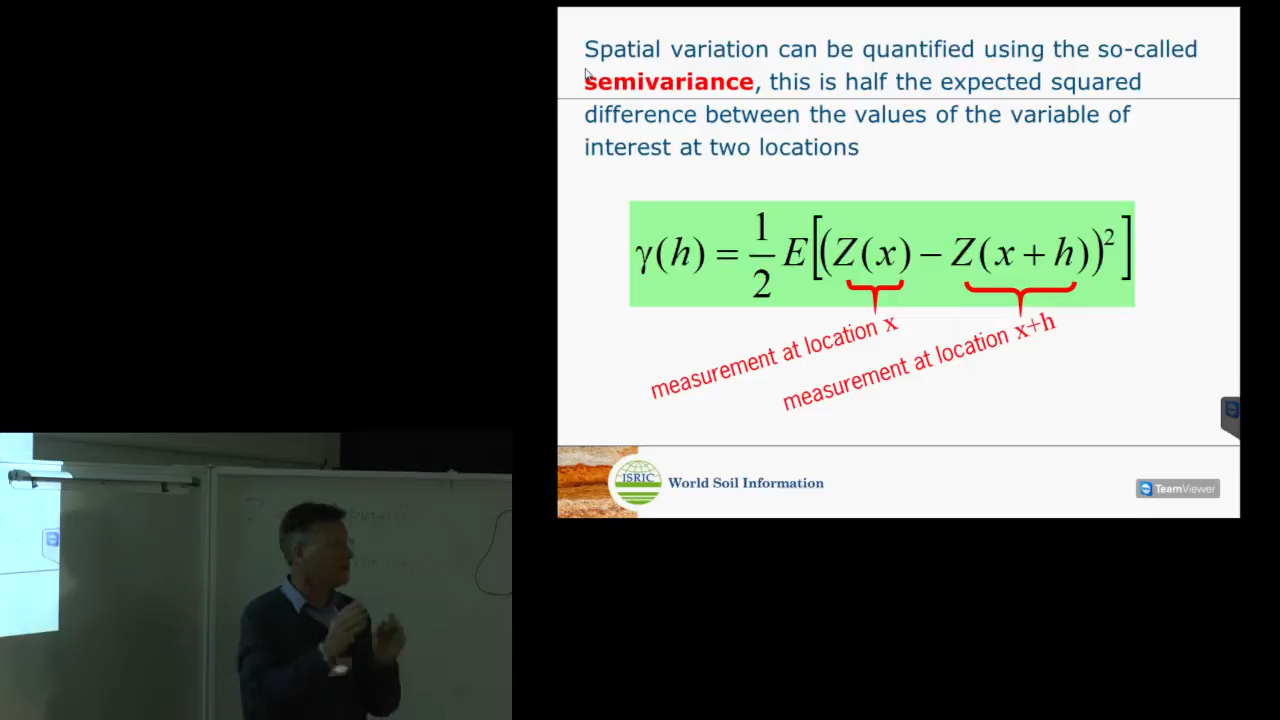 Spatial variation can be quantified using the so-called
semivariance, this is half the expected squared
difference between the values of the variable of
interest at two locations
γ(h) = 1/2 E[(Z(x) − Z(x + h))²]
measurement at location x
measurement at location x+h
ISRIC
World Soil Information
TeamViewer